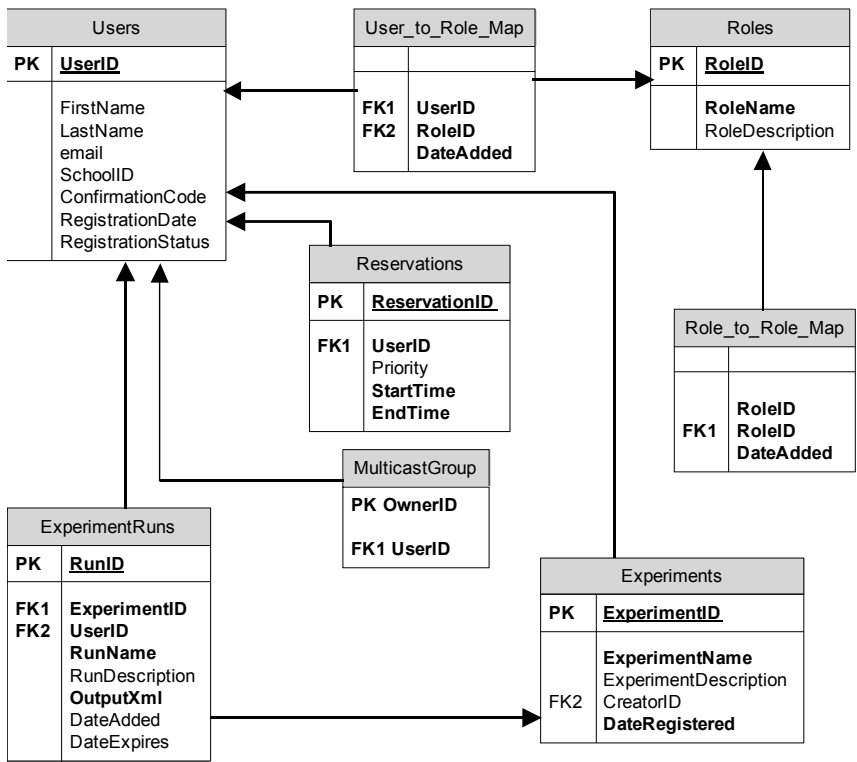 Users
PK UserID
FirstName
LastName
email
SchoolID
ConfirmationCode
RegistrationDate
RegistrationStatus
User_to_Role_Map
FK1 UserID
FK2 RoleID
DateAdded
Roles
PK RoleID
RoleName
RoleDescription
Reservations
PK ReservationID
FK1 UserID
Priority
StartTime
EndTime
Role_to_Role_Map
RoleID
FK1 RoleID
DateAdded
MulticastGroup
PK OwnerID
FK1 UserID
ExperimentRuns
PK RunID
FK1 ExperimentID
FK2 UserID
RunName
RunDescription
OutputXml
DateAdded
DateExpires
Experiments
PK ExperimentID
ExperimentName
ExperimentDescription
FK2 CreatorID
DateRegistered